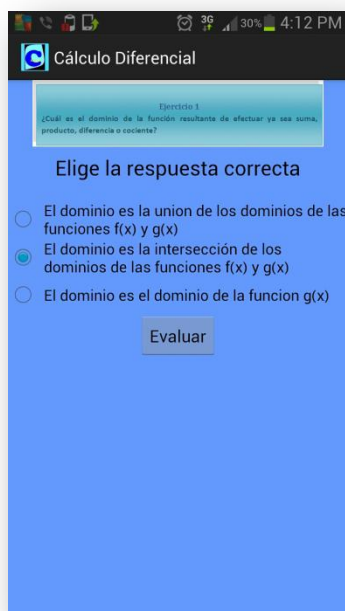 3G 30% 4:12 PM
Cálculo Diferencial
Ejercicio 1
¿Cuál es el dominio de la función resultante de efectuar ya sea suma,
producto, diferencia o cociente?
Elige la respuesta correcta
El dominio es la union de los dominios de las
funciones f(x) y g(x)
El dominio es la intersección de los
dominios de las funciones f(x) y g(x)
El dominio es el dominio de la funcion g(x)
Evaluar